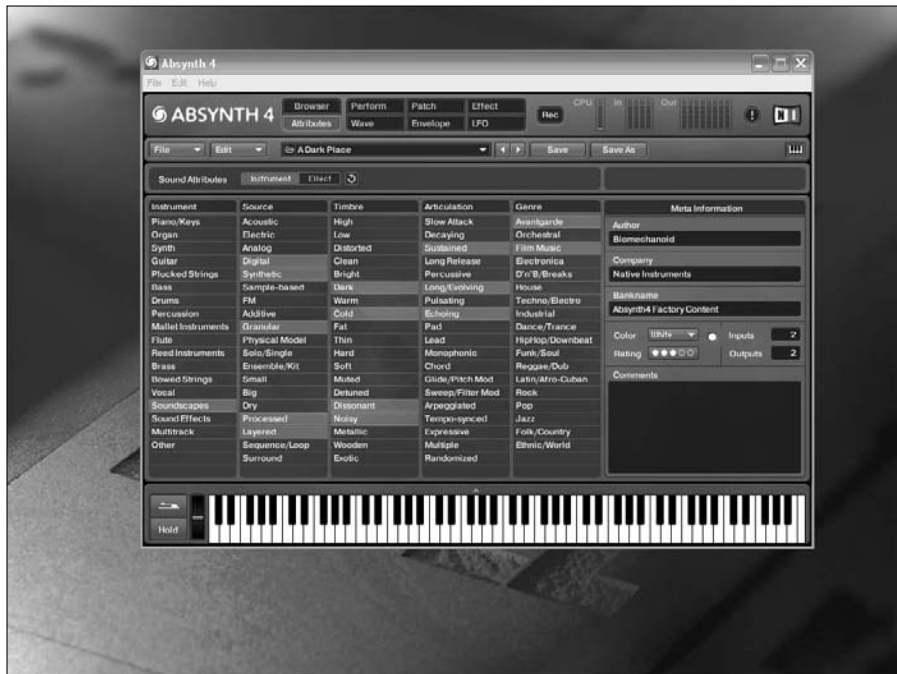 Absynth 4
File Edit Help
ABSYNTH 4
Browser Perform Patch Effect
Attributes Wave Envelope LFO
Rec
CPU In Out
NI
File Edit A Dark Place Save Save As
Sound Attributes Instrument Effect
Instrument Source Timbre Articulation Genre Meta Information
Piano/Keys Acoustic High Slow Attack Avantgarde
Author
Organ Electric Low Decaying Orchestral
Biomechanoid
Synth Analog Distorted Sustained Film Music
Guitar Digital Clean Long Release Electronica
Company
Plucked Strings Synthetic Bright Percussive D'n'B/Breaks
Native Instruments
Bass Sample-based Dark Long/Evolving House
Drums FM Warm Pulsating Techno/Electro
Bankname
Percussion Additive Cold Echoing Industrial
Absynth4 Factory Content
Mallet Instruments Granular Fat Pad Dance/Trance
Flute Physical Model Thin Lead HipHop/Downbeat
Color White Inputs 2
Reed Instruments Solo/Single Hard Monophonic Funk/Soul
Rating Outputs 2
Brass Ensemble/Kit Soft Chord Reggae/Dub
Bowed Strings Small Muted Glide/Pitch Mod Latin/Afro-Cuban
Comments
Vocal Big Detuned Sweep/Filter Mod Rock
Soundscapes Dry Dissonant Arpeggiated Pop
Sound Effects Processed Noisy Tempo-synced Jazz
Multitrack Layered Metallic Expressive Folk/Country
Other Sequence/Loop Wooden Multiple Ethnic/World
Surround Exotic Randomized
Hold